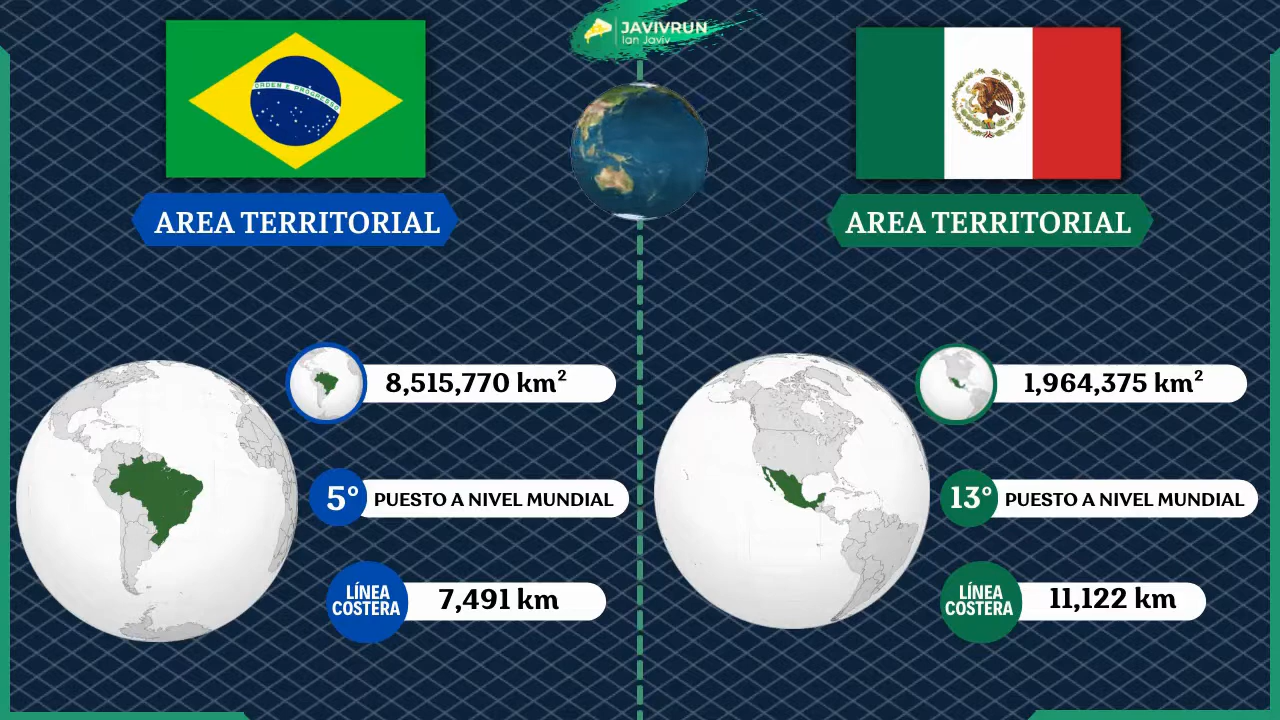 JAVIVRUN
Ian Javiv
ORDEM E PROGRESSO
AREA TERRITORIAL
8,515,770 km²
5°
PUESTO A NIVEL MUNDIAL
LÍNEA
COSTERA
7,491 km
AREA TERRITORIAL
1,964,375 km²
13°
PUESTO A NIVEL MUNDIAL
LÍNEA
COSTERA
11,122 km